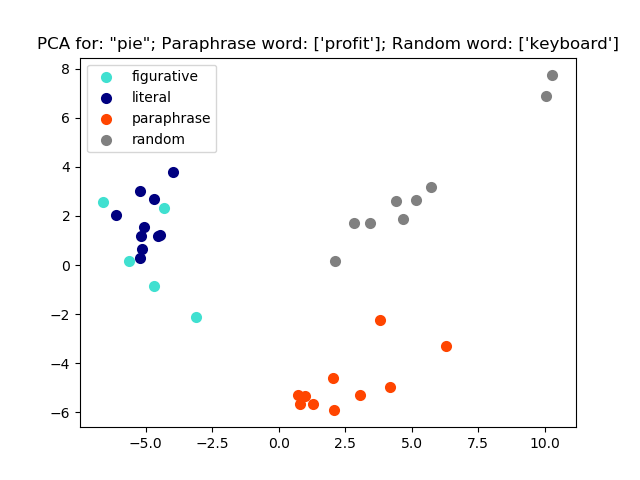 PCA for: "pie"; Paraphrase word: ['profit']; Random word: ['keyboard']
figurative
literal
paraphrase
random
8
6
4
2
0
−2
−4
−6
−5.0 −2.5 0.0 2.5 5.0 7.5 10.0